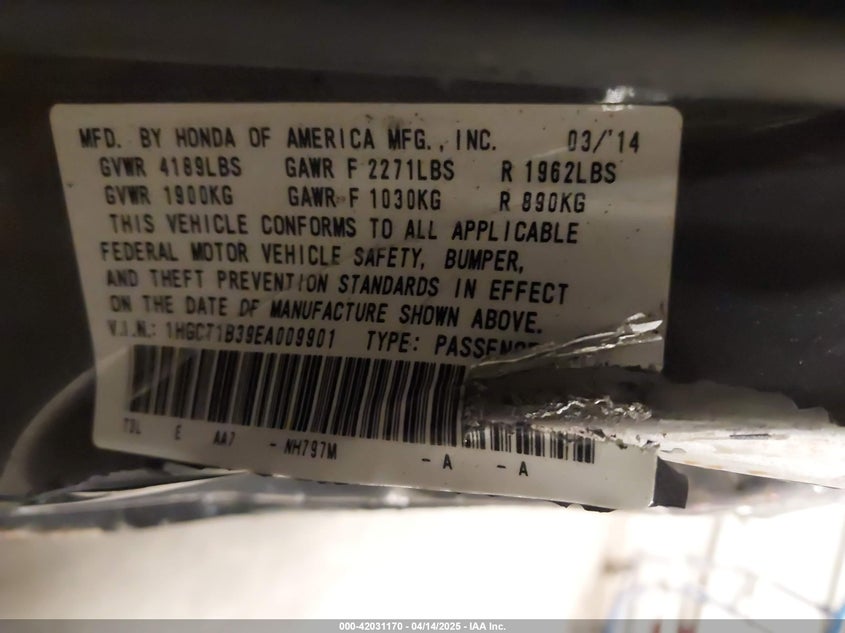 MFD. BY HONDA OF AMERICA MFG., INC. 03/'14
GVWR 4189LBS GAWR F 2271LBS R 1962LBS
GVWR 1900KG GAWR F 1030KG R 890KG
THIS VEHICLE CONFORMS TO ALL APPLICABLE
FEDERAL MOTOR VEHICLE SAFETY, BUMPER,
AND THEFT PREVENTION STANDARDS IN EFFECT
ON THE DATE OF MANUFACTURE SHOWN ABOVE.
V.I.N.: 1HGCT1B39EA009901 TYPE:
E AA7 - NH797M - A - A
000-42031170 - 04/14/2025 - IAA Inc.